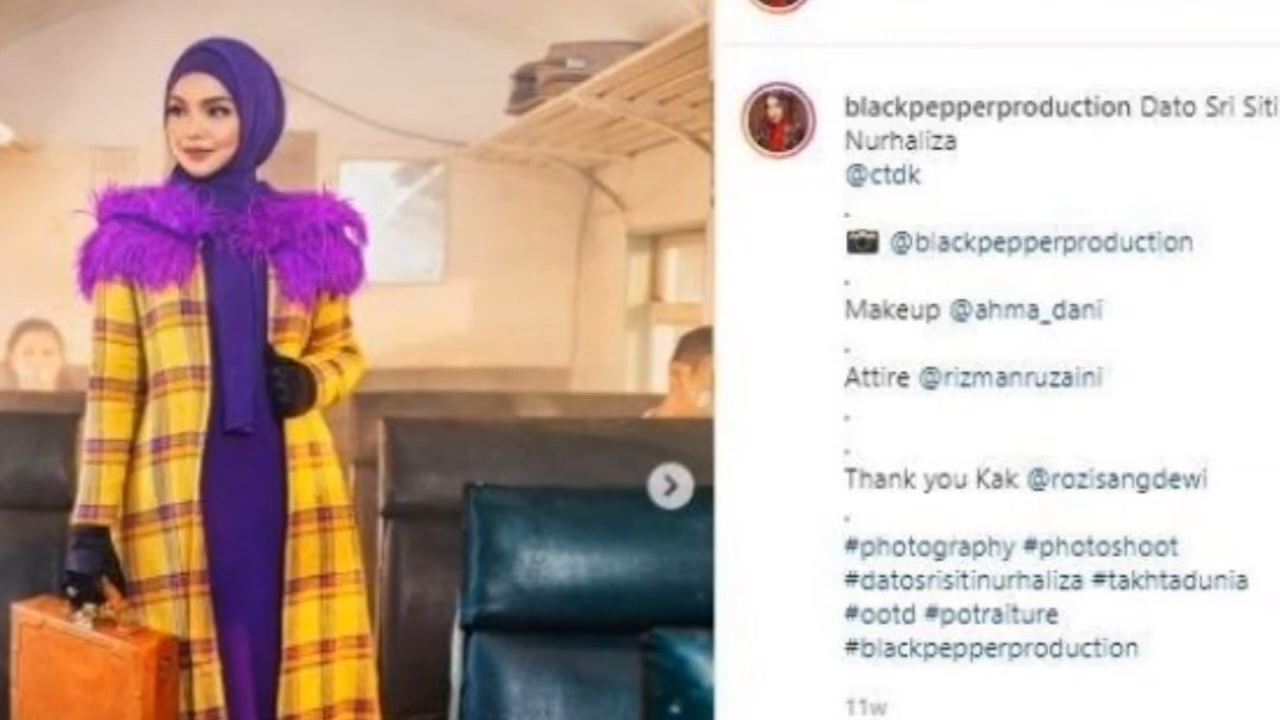 blackpepperproduction Dato Sri Siti
Nurhaliza
@ctdk
.
@blackpepperproduction
.
Makeup @ahma_dani
.
Attire @rizmanruzaini
.
.
Thank you Kak @rozisangdewi
.
#photography #photoshoot
#datosrisitinurhaliza #takhtadunia
#ootd #potraiture
#blackpepperproduction
11w